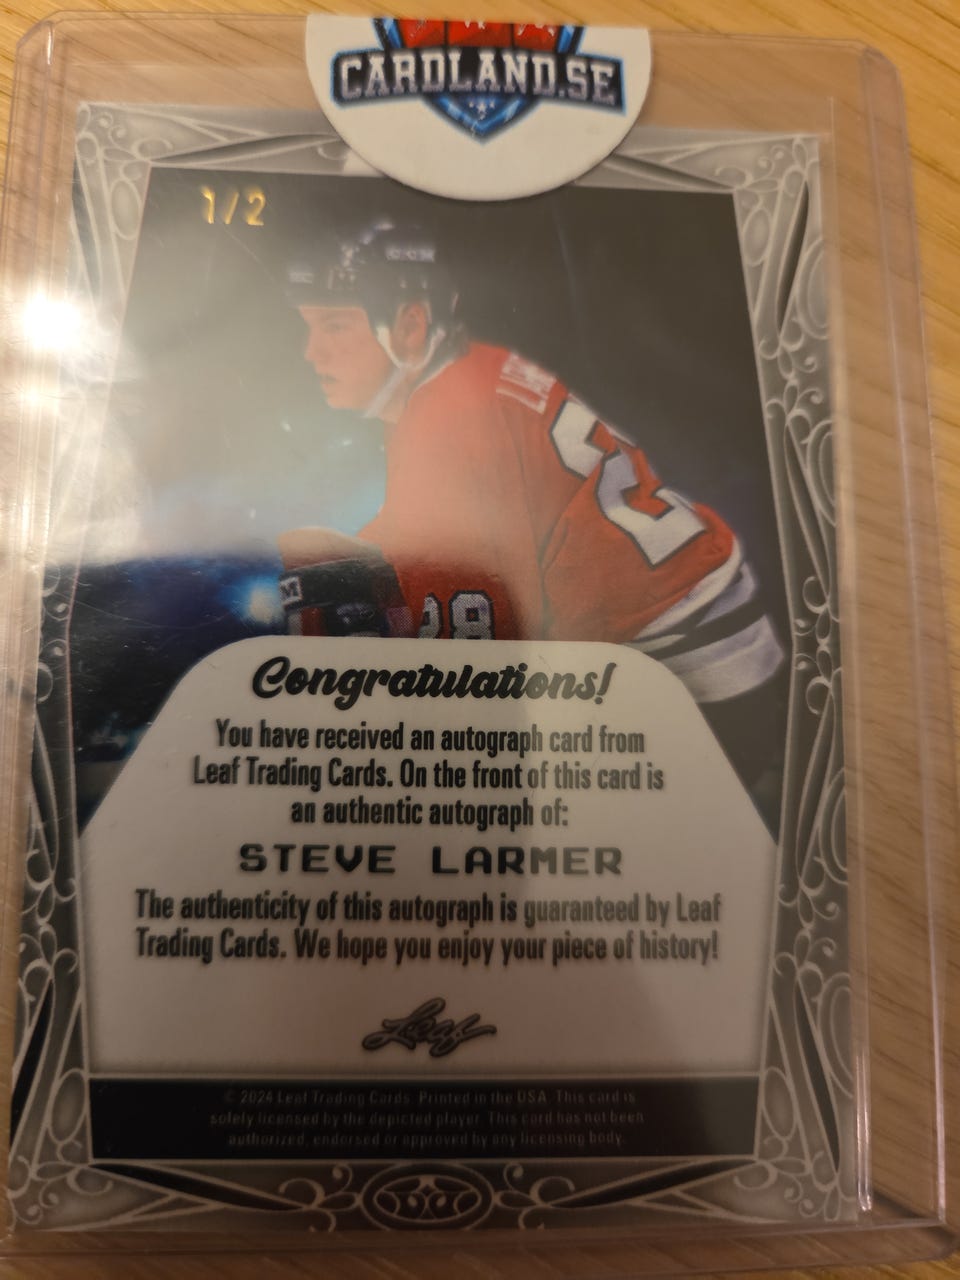 CARDLAND.SE
1/2
28
Congratulations!
You have received an autograph card from
Leaf Trading Cards. On the front of this card is
an authentic autograph of:
STEVE LARMER
The authenticity of this autograph is guaranteed by Leaf
Trading Cards. We hope you enjoy your piece of history!
Leaf
© 2024 Leaf Trading Cards. Printed in the USA. This card is
solely licensed by the depicted player. This card has not been
authorized, endorsed or approved by any licensing body.